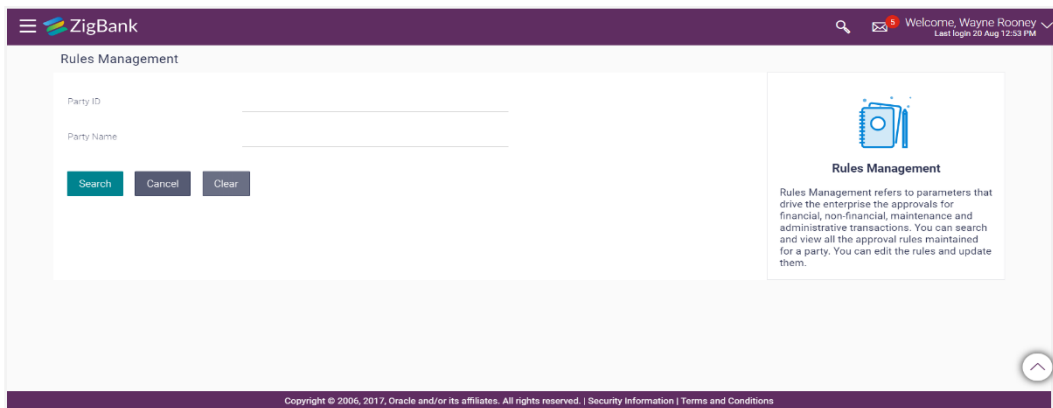 ZigBank
5
Welcome, Wayne Rooney
Last login 20 Aug 12:53 PM
Rules Management
Party ID
Party Name
Search
Cancel
Clear
Rules Management
Rules Management refers to parameters that
drive the enterprise the approvals for
financial, non-financial, maintenance and
administrative transactions. You can search
and view all the approval rules maintained
for a party. You can edit the rules and update
them.
Copyright © 2006, 2017, Oracle and/or its affiliates. All rights reserved. | Security Information | Terms and Conditions